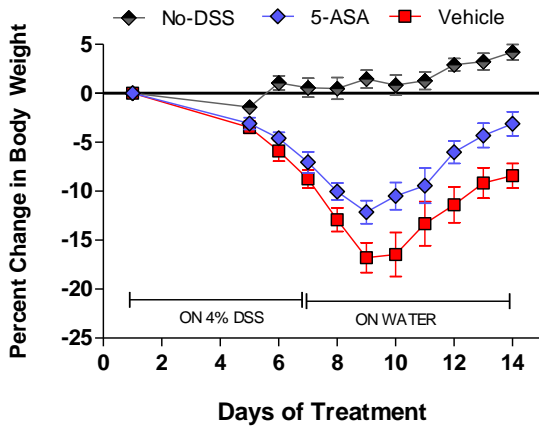 No-DSS 5-ASA Vehicle
Percent Change in Body Weight
5
0
-5
-10
-15
-20
-25
ON 4% DSS ON WATER
0 2 4 6 8 10 12 14
Days of Treatment